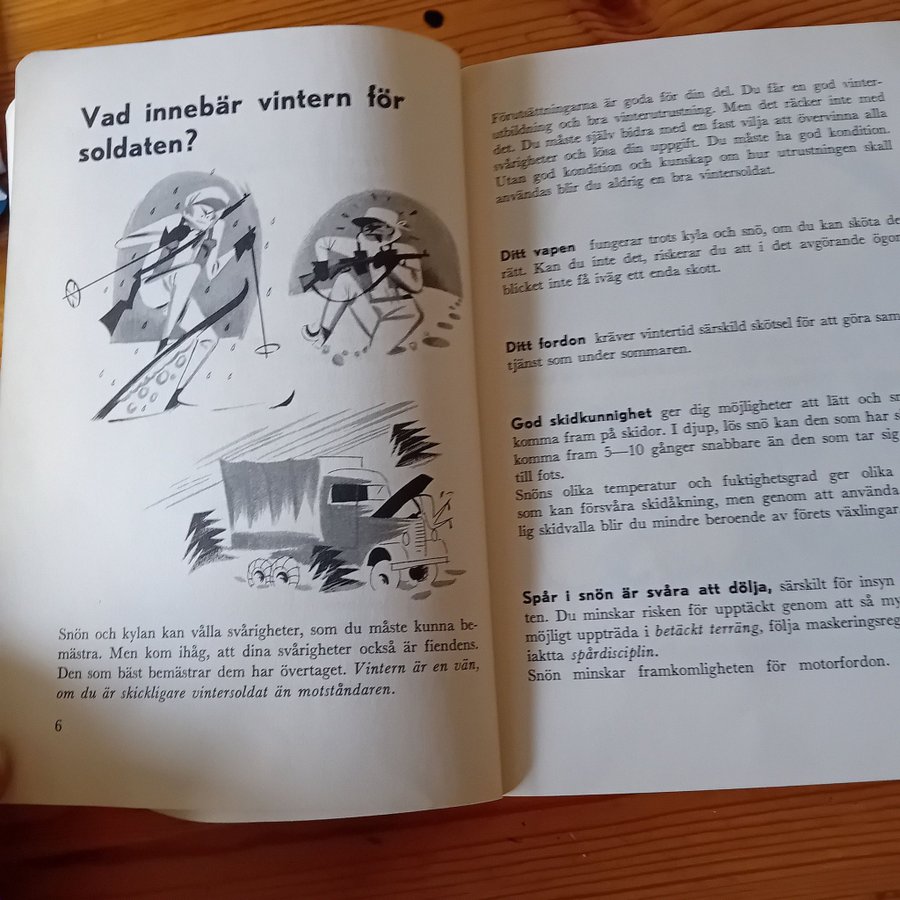 Vad innebär vintern för
soldaten?
Snön och kylan kan vålla svårigheter, som du måste kunna be-
mästra. Men kom ihåg, att dina svårigheter också är fiendens.
Den som bäst bemästrar dem har övertaget. Vintern är en vän,
om du är skickligare vintersoldat än motståndaren.
6
Förutsättningarna är goda för din del. Du får en god vinter-
utbildning och bra vinterutrustning. Men det räcker inte med
det. Du måste själv bidra med en fast vilja att övervinna alla
svårigheter och lösa din uppgift. Du måste ha god kondition.
Utan god kondition och kunskap om hur utrustningen skall
användas blir du aldrig en bra vintersoldat.
Ditt vapen fungerar trots kyla och snö, om du kan sköta de
rätt. Kan du inte det, riskerar du att i det avgörande ögon
blicket inte få iväg ett enda skott.
Ditt fordon kräver vintertid särskild skötsel för att göra sam
tjänst som under sommaren.
God skidkunnighet ger dig möjligheter att lätt och sn
komma fram på skidor. I djup, lös snö kan den som har s
komma fram 5—10 gånger snabbare än den som tar sig
till fots.
Snöns olika temperatur och fuktighetsgrad ger olika
som kan försvåra skidåkning, men genom att använda
lig skidvalla blir du mindre beroende av förets växlingar
Spår i snön är svåra att dölja, särskilt för insyn
ten. Du minskar risken för upptäckt genom att så my
möjligt uppträda i betäckt terräng, följa maskeringsreg
iaktta spårdisciplin.
Snön minskar framkomligheten för motorfordon.